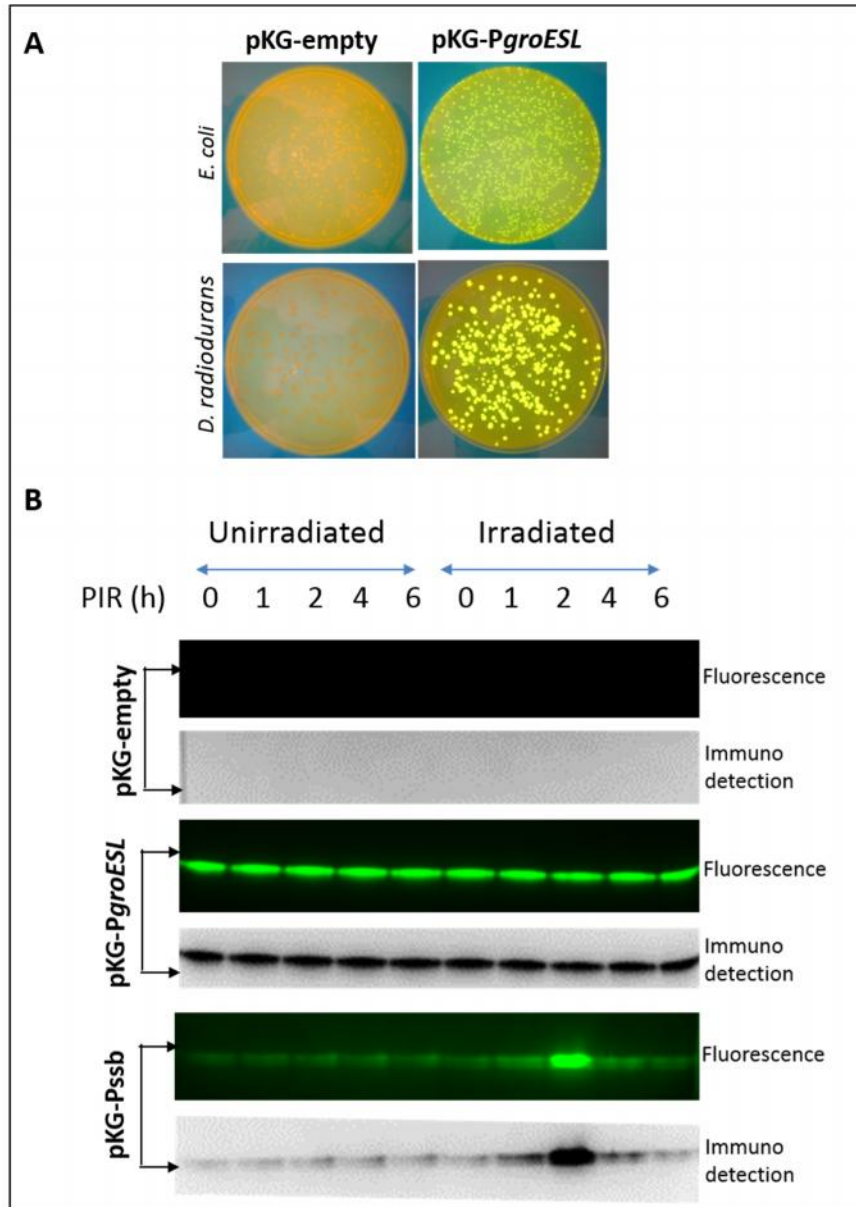 A
pKG-empty pKG-PgroESL
E. coli
D. radiodurans
B
Unirradiated Irradiated
PIR (h) 0 1 2 4 6 0 1 2 4 6
pKG-empty
Fluorescence
Immuno
detection
pKG-PgroESL
Fluorescence
Immuno
detection
pKG-Pssb
Fluorescence
Immuno
detection